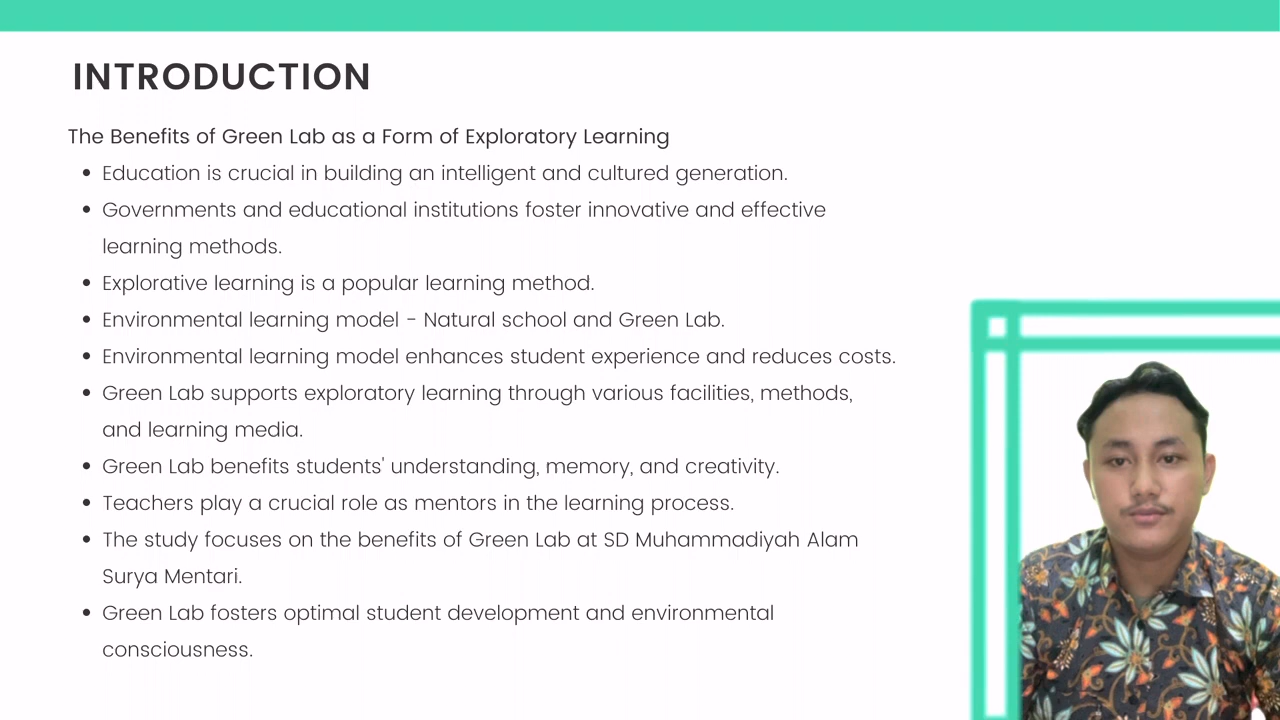 INTRODUCTION
The Benefits of Green Lab as a Form of Exploratory Learning
• Education is crucial in building an intelligent and cultured generation.
• Governments and educational institutions foster innovative and effective
learning methods.
• Explorative learning is a popular learning method.
• Environmental learning model - Natural school and Green Lab.
• Environmental learning model enhances student experience and reduces costs.
• Green Lab supports exploratory learning through various facilities, methods,
and learning media.
• Green Lab benefits students' understanding, memory, and creativity.
• Teachers play a crucial role as mentors in the learning process.
• The study focuses on the benefits of Green Lab at SD Muhammadiyah Alam
Surya Mentari.
• Green Lab fosters optimal student development and environmental
consciousness.